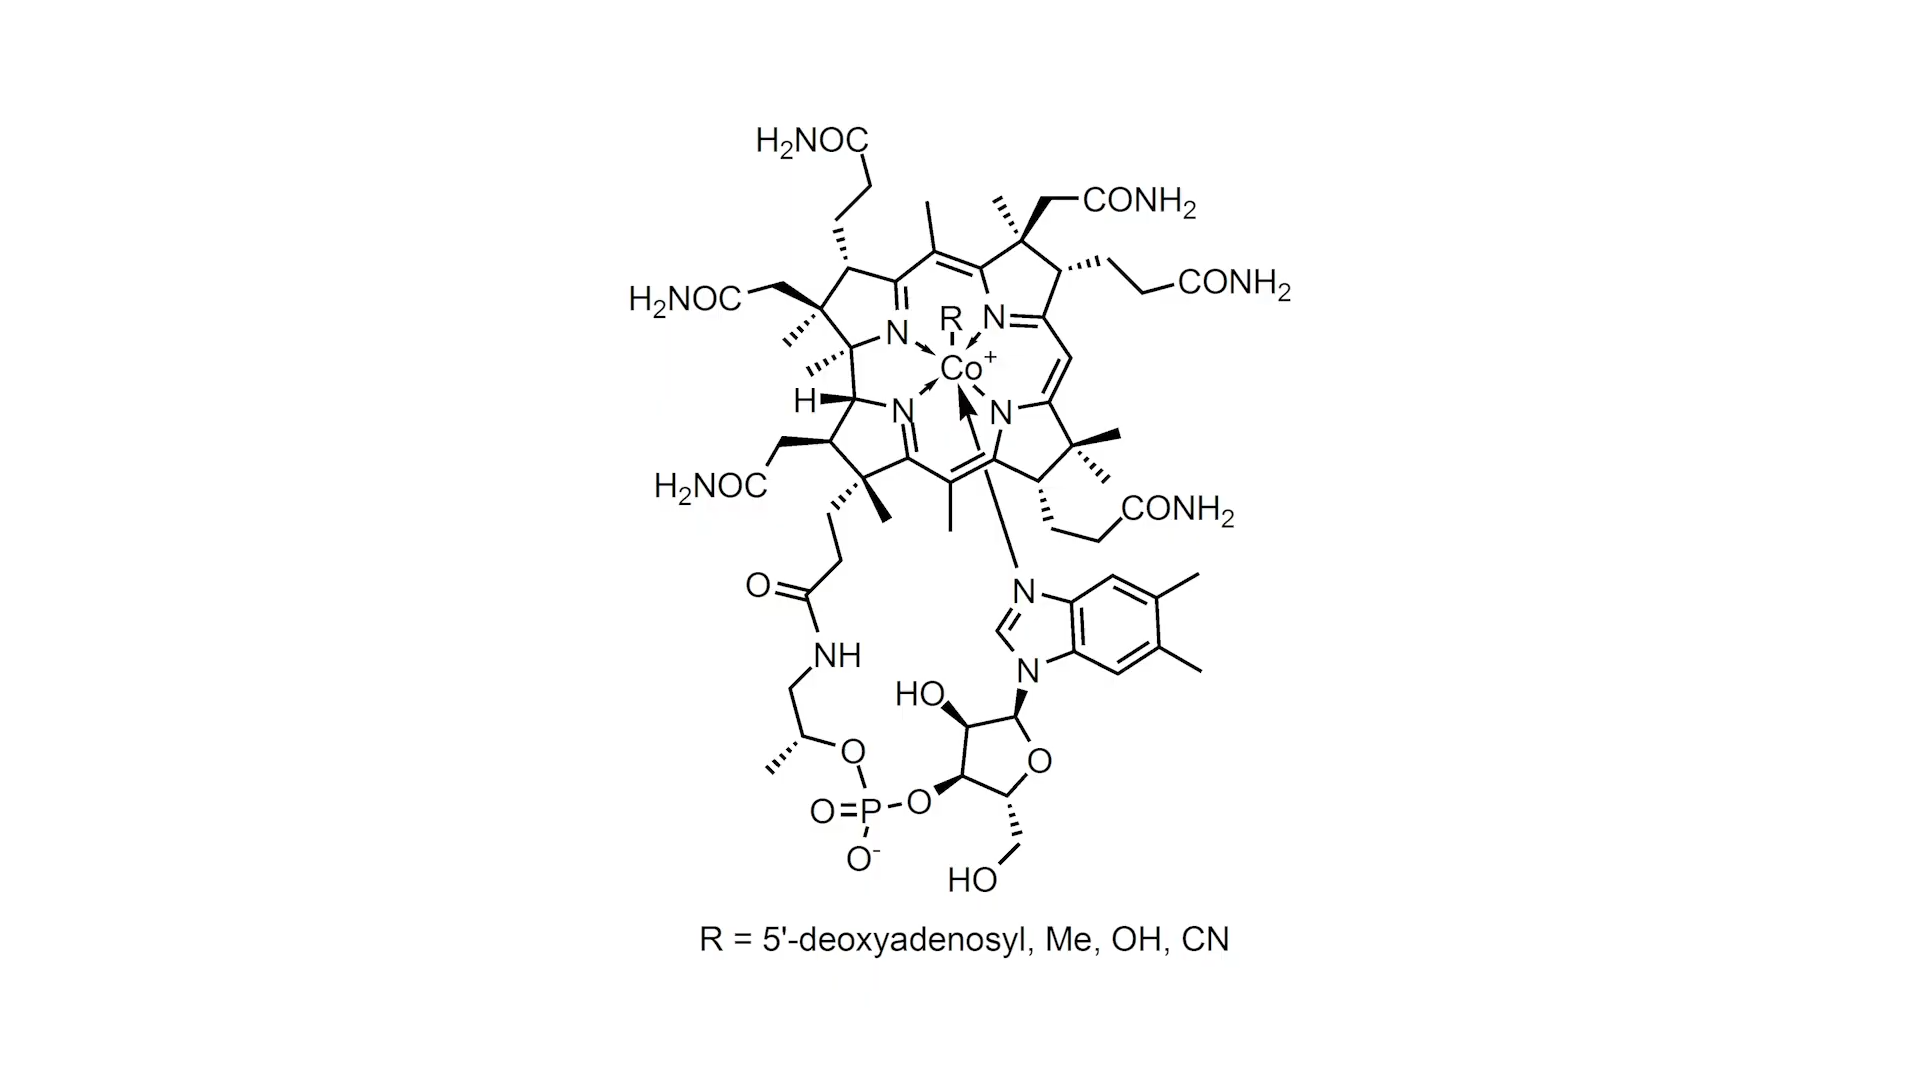 H₂NOC
CONH₂
H₂NOC
CONH₂
R
N
N
Co⁺
H
N
N
H₂NOC
CONH₂
O
N
NH
N
HO
O
O
O=P-O
O⁻
HO
R = 5'-deoxyadenosyl, Me, OH, CN